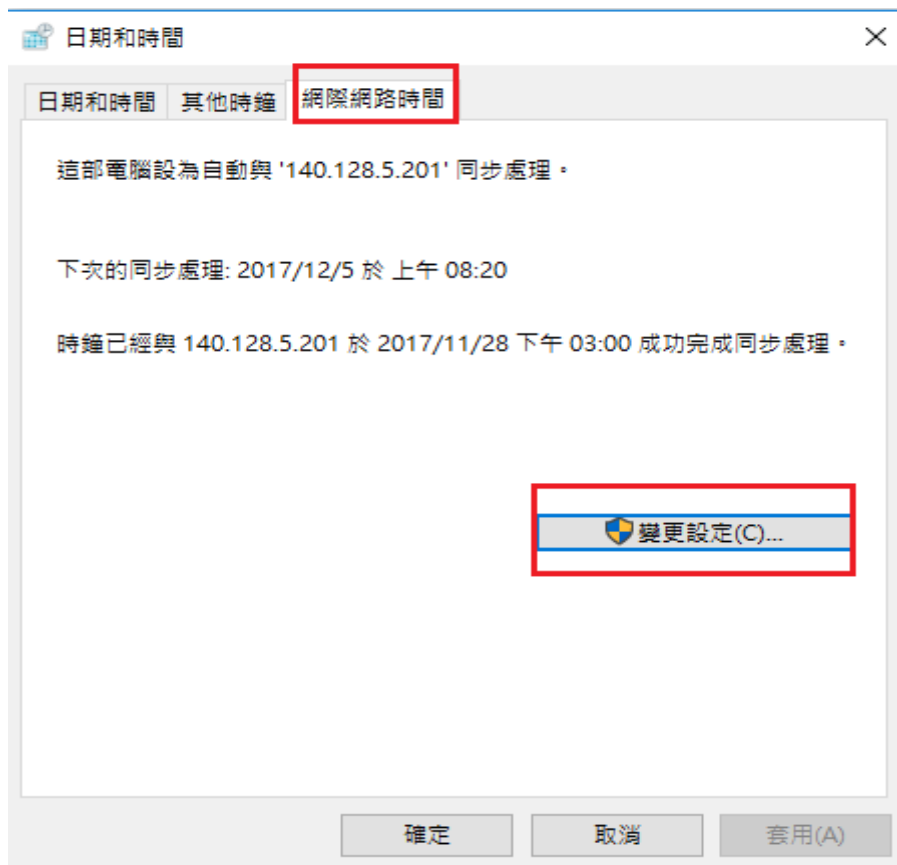 日期和時間
日期和時間 其他時鐘 網際網路時間
這部電腦設為自動與 '140.128.5.201' 同步處理。
下次的同步處理: 2017/12/5 於 上午 08:20
時鐘已經與 140.128.5.201 於 2017/11/28 下午 03:00 成功完成同步處理。
變更設定(C)...
確定 取消 套用(A)